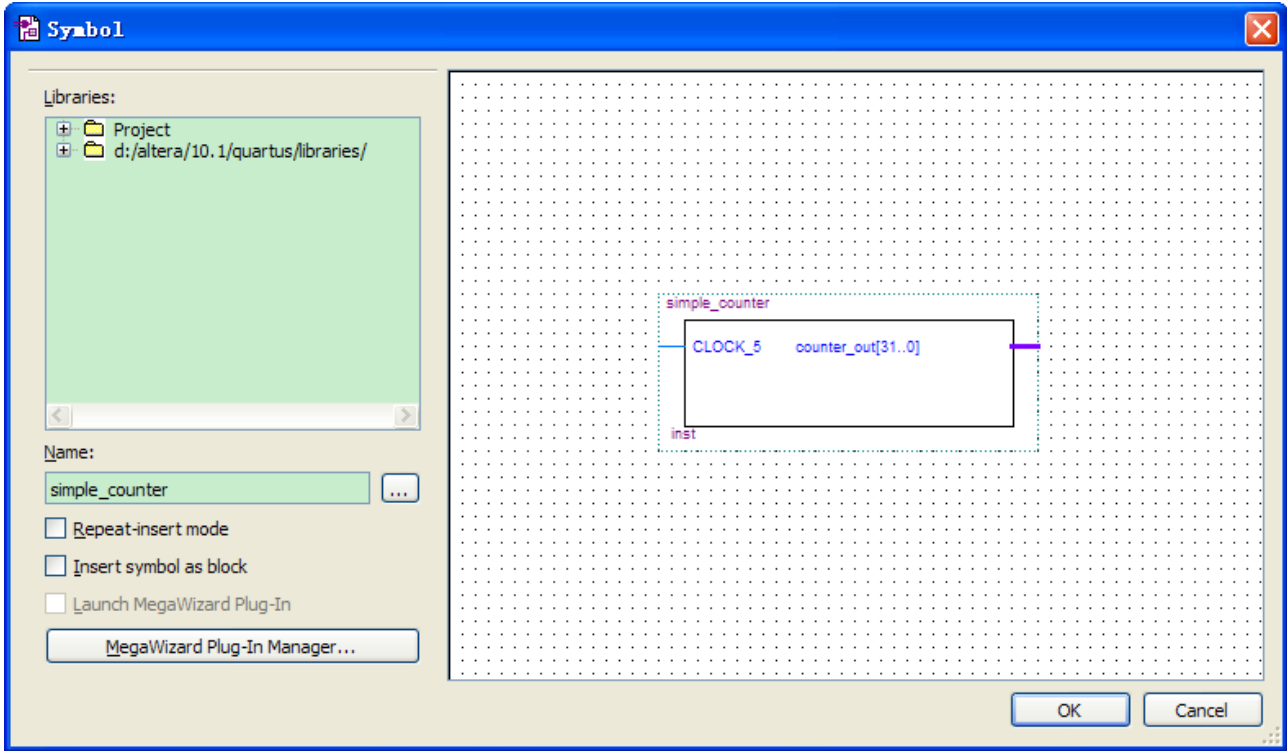 Symbol
Libraries:
Project
d:/altera/10.1/quartus/libraries/
Name:
simple_counter
...
Repeat-insert mode
Insert symbol as block
Launch MegaWizard Plug-In
MegaWizard Plug-In Manager...
simple_counter
CLOCK_5 counter_out[31..0]
inst
OK Cancel